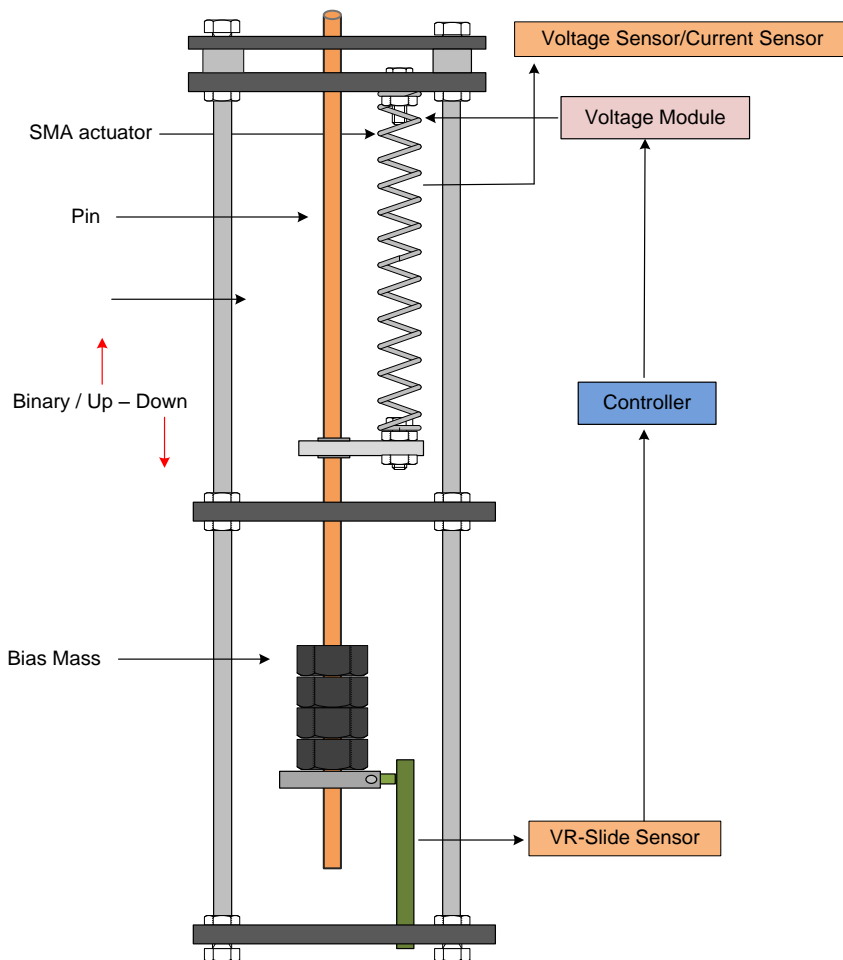 Voltage Sensor/Current Sensor
Voltage Module
SMA actuator
Pin
Binary / Up – Down
Controller
Bias Mass
VR-Slide Sensor